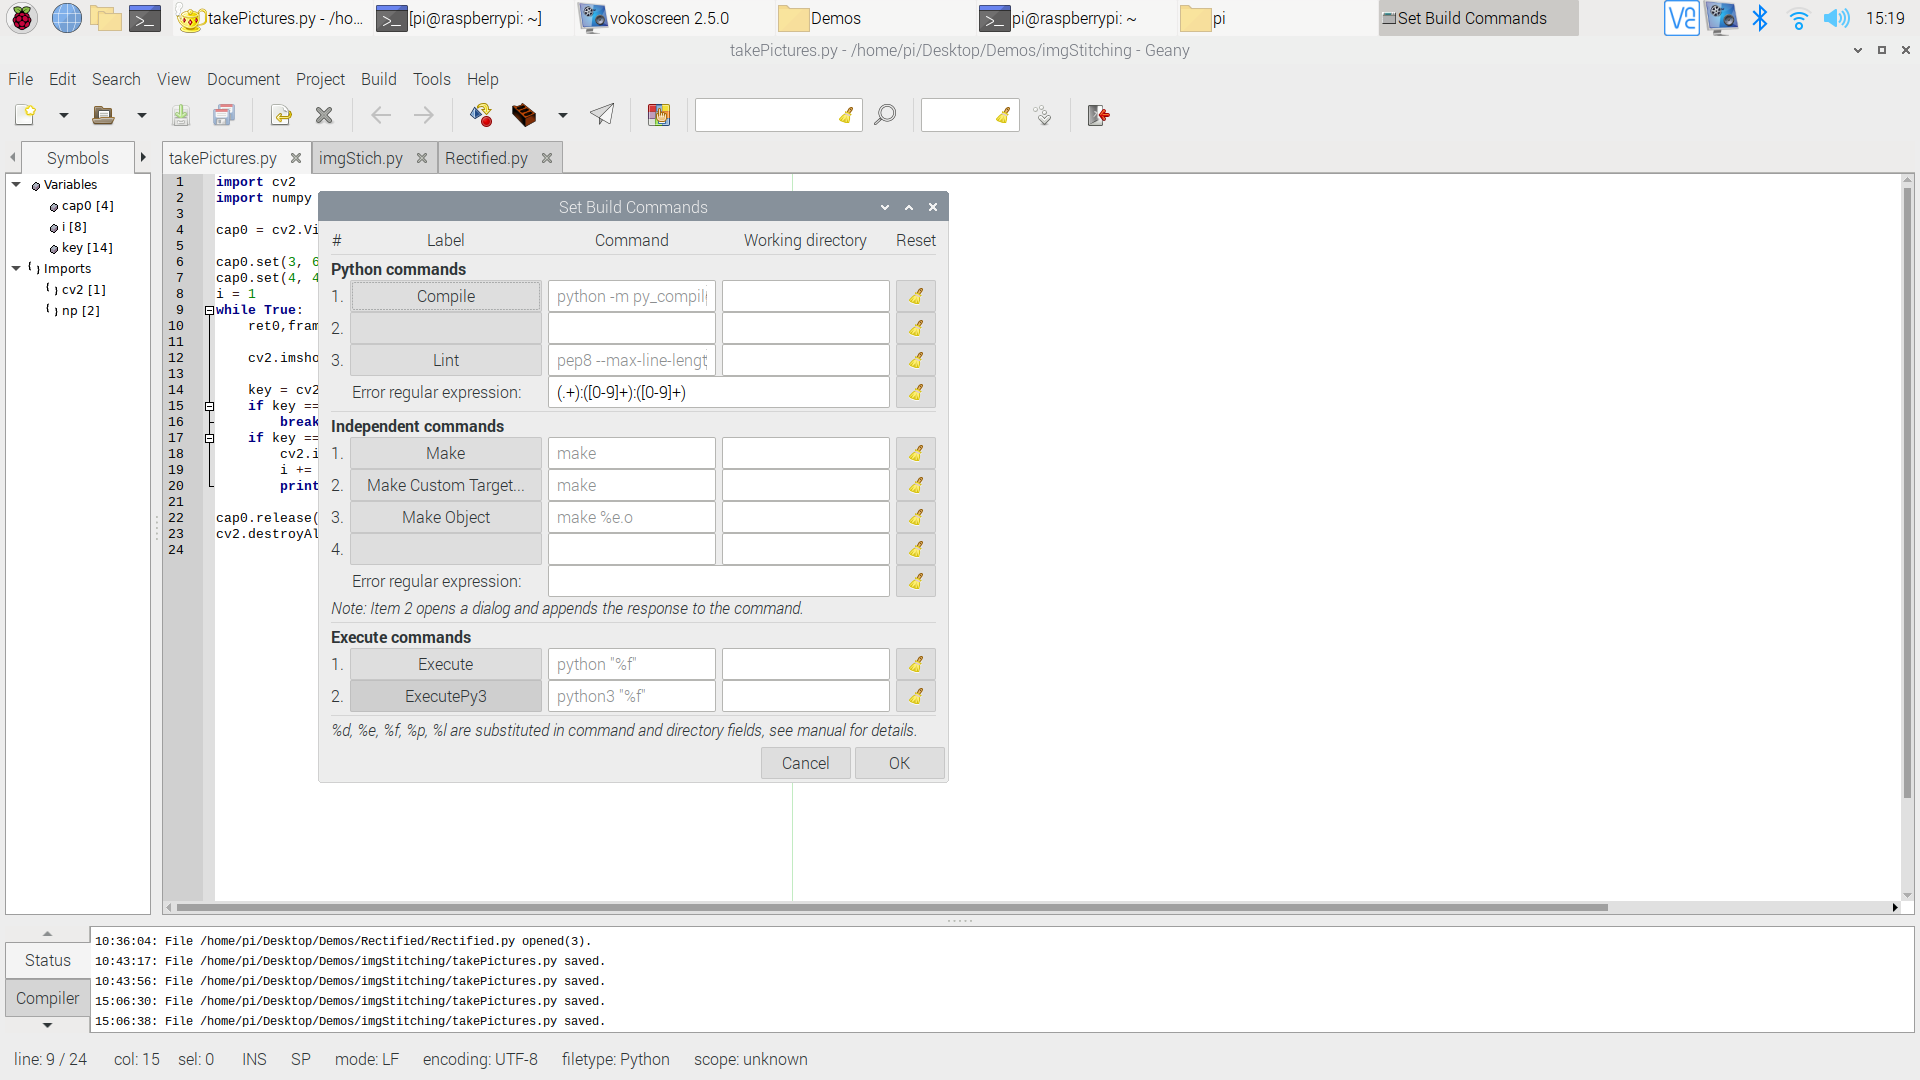 takePictures.py - /ho...
[pi@raspberrypi: ~]
vokoscreen 2.5.0
Demos
pi@raspberrypi: ~
pi
Set Build Commands
15:19
takePictures.py - /home/pi/Desktop/Demos/imgStitching - Geany
File Edit Search View Document Project Build Tools Help
Symbols
takePictures.py
imgStich.py
Rectified.py
Variables
cap0 [4]
i [8]
key [14]
Imports
cv2 [1]
np [2]
1 import cv2
2 import numpy
3
4 cap0 = cv2.Vi
5
6 cap0.set(3, 6
7 cap0.set(4, 4
8 i = 1
9 while True:
10 ret0,fram
11
12 cv2.imsho
13
14 key = cv2
15 if key ==
16 break
17 if key ==
18 cv2.i
19 i +=
20 print
21
22 cap0.release(
23 cv2.destroyAl
24
Set Build Commands
# Label Command Working directory Reset
Python commands
1. Compile python -m py_compil
2.
3. Lint pep8 --max-line-lengt
Error regular expression: (.+):([0-9]+):([0-9]+)
Independent commands
1. Make make
2. Make Custom Target... make
3. Make Object make %e.o
4.
Error regular expression:
Note: Item 2 opens a dialog and appends the response to the command.
Execute commands
1. Execute python "%f"
2. ExecutePy3 python3 "%f"
%d, %e, %f, %p, %l are substituted in command and directory fields, see manual for details.
Cancel OK
Status
Compiler
10:36:04: File /home/pi/Desktop/Demos/Rectified/Rectified.py opened(3).
10:43:17: File /home/pi/Desktop/Demos/imgStitching/takePictures.py saved.
10:43:56: File /home/pi/Desktop/Demos/imgStitching/takePictures.py saved.
15:06:30: File /home/pi/Desktop/Demos/imgStitching/takePictures.py saved.
15:06:38: File /home/pi/Desktop/Demos/imgStitching/takePictures.py saved.
line: 9 / 24 col: 15 sel: 0 INS SP mode: LF encoding: UTF-8 filetype: Python scope: unknown